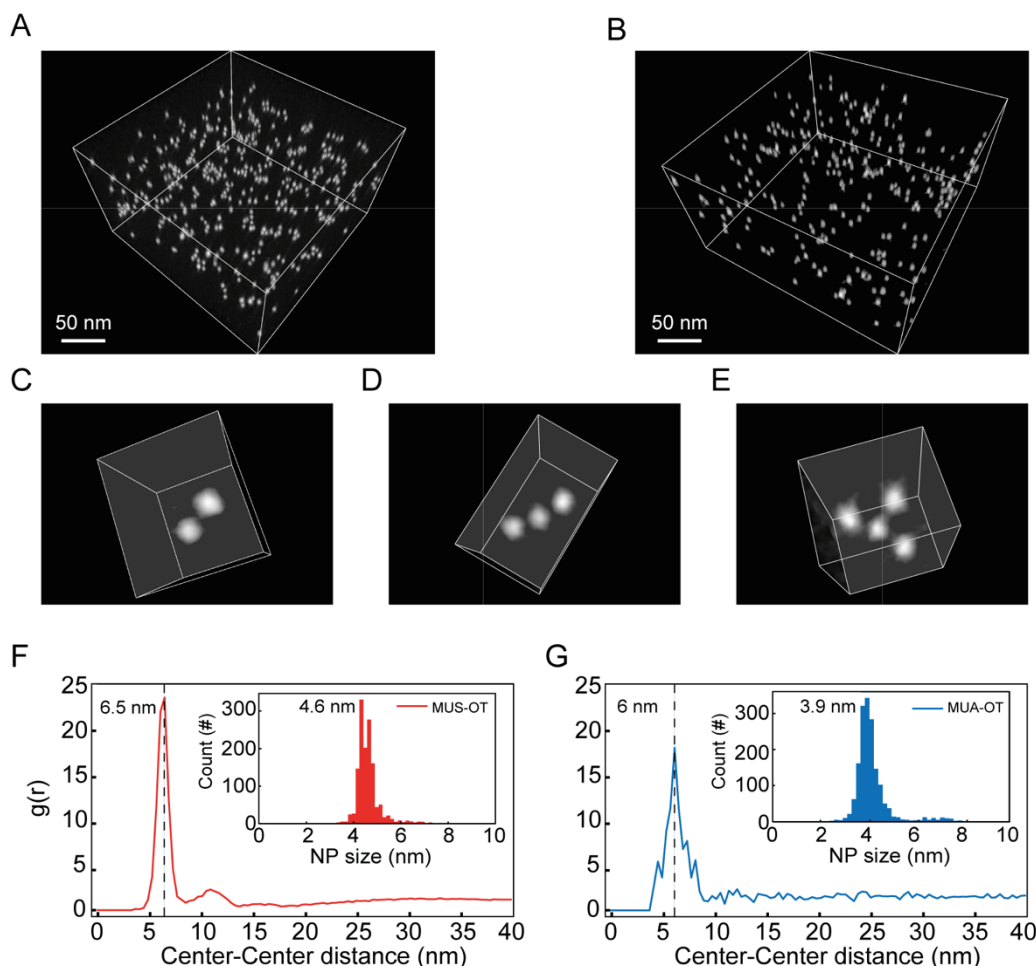 A
B
50 nm
50 nm
C
D
E
F
G
25
20
15
10
5
0
g(r)
6.5 nm
0 5 10 15 20 25 30 35 40
Center-Center distance (nm)
300
200
100
0
Count (#)
4.6 nm
MUS-OT
0 2 4 6 8 10
NP size (nm)
25
20
15
10
5
0
6 nm
0 5 10 15 20 25 30 35 40
Center-Center distance (nm)
300
200
100
0
Count (#)
3.9 nm
MUA-OT
0 2 4 6 8 10
NP size (nm)